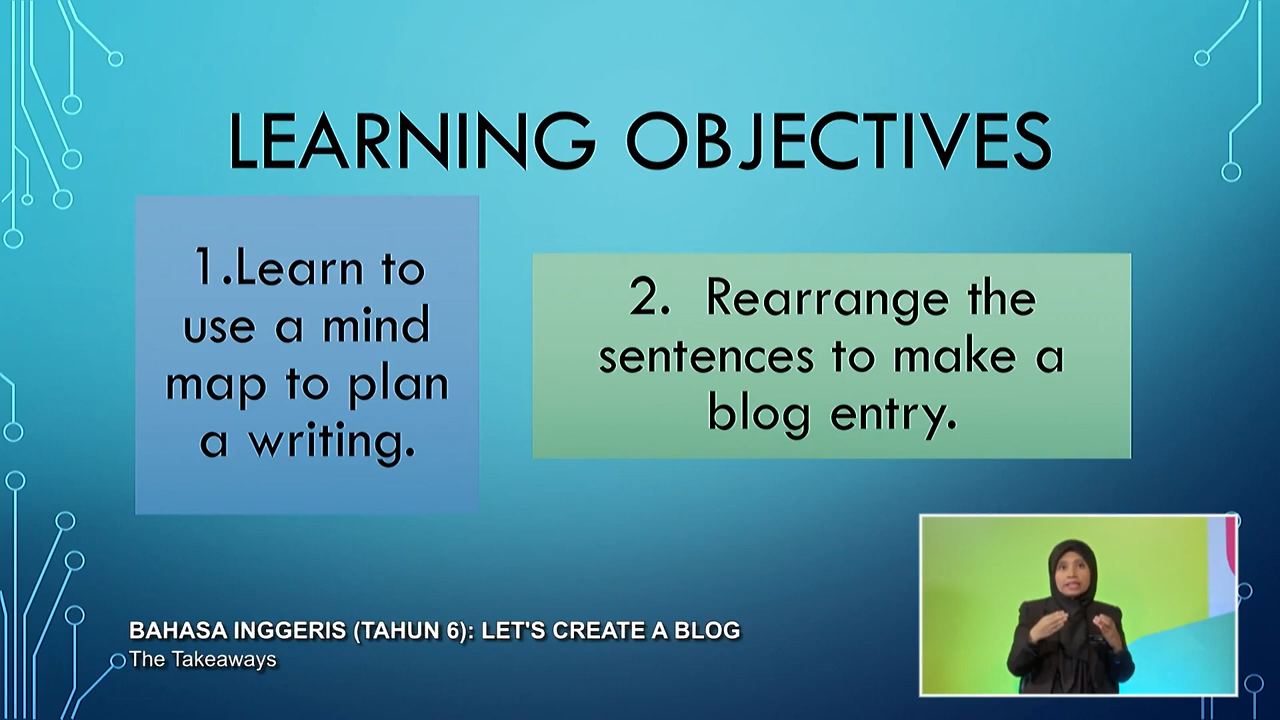 LEARNING OBJECTIVES
1.Learn to
use a mind
map to plan
a writing.
2. Rearrange the
sentences to make a
blog entry.
BAHASA INGGERIS (TAHUN 6): LET'S CREATE A BLOG
The Takeaways